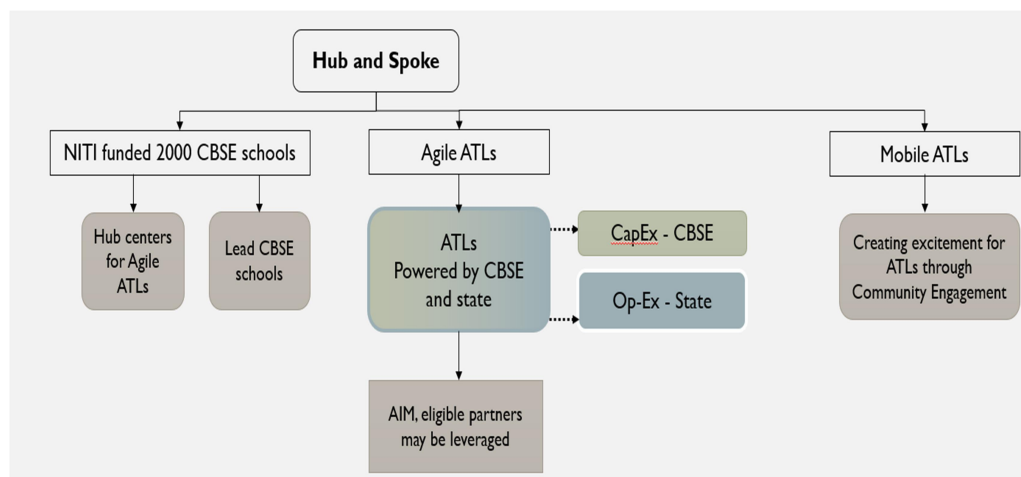 Hub and Spoke
NITI funded 2000 CBSE schools
Agile ATLs
Mobile ATLs
Hub centers
for Agile
ATLs
Lead CBSE
schools
ATLs
Powered by CBSE
and state
CapEx - CBSE
Op-Ex - State
Creating excitement for
ATLs through
Community Engagement
AIM, eligible partners
may be leveraged